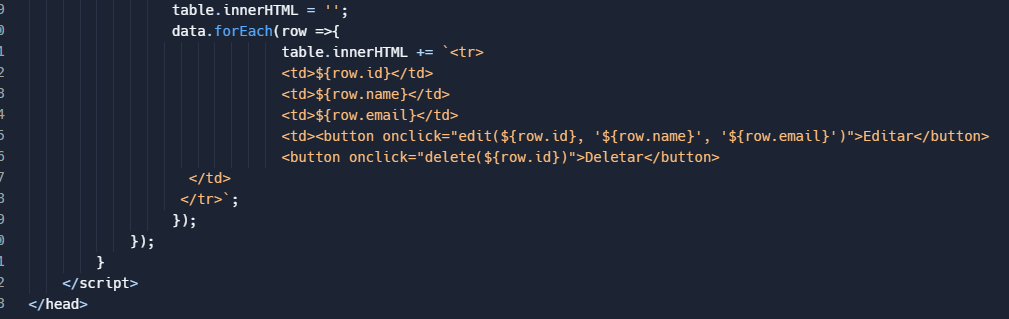 9 table.innerHTML = '';
0 data.forEach(row =>{
1 table.innerHTML += `<tr>
2 <td>${row.id}</td>
3 <td>${row.name}</td>
4 <td>${row.email}</td>
5 <td><button onclick="edit(${row.id}, '${row.name}', '${row.email}')">Editar</button>
6 <button onclick="delete(${row.id})">Deletar</button>
7 </td>
8 </tr>`;
9 });
0 });
1 }
2 </script>
3 </head>